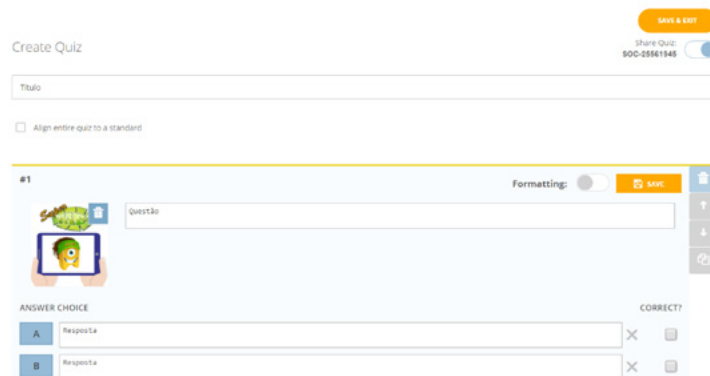 SAVE & EXIT
Create Quiz
Share Quiz:
SOC-25561945
Título
Align entire quiz to a standard
#1
Formatting:
SAVE
Questão
ANSWER CHOICE
CORRECT?
A
Resposta
B
Resposta